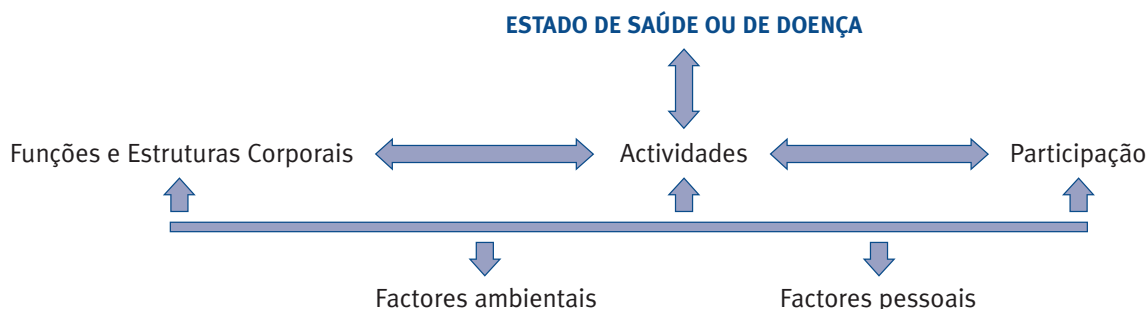 ESTADO DE SAÚDE OU DE DOENÇA
Funções e Estruturas Corporais
Actividades
Participação
Factores ambientais
Factores pessoais